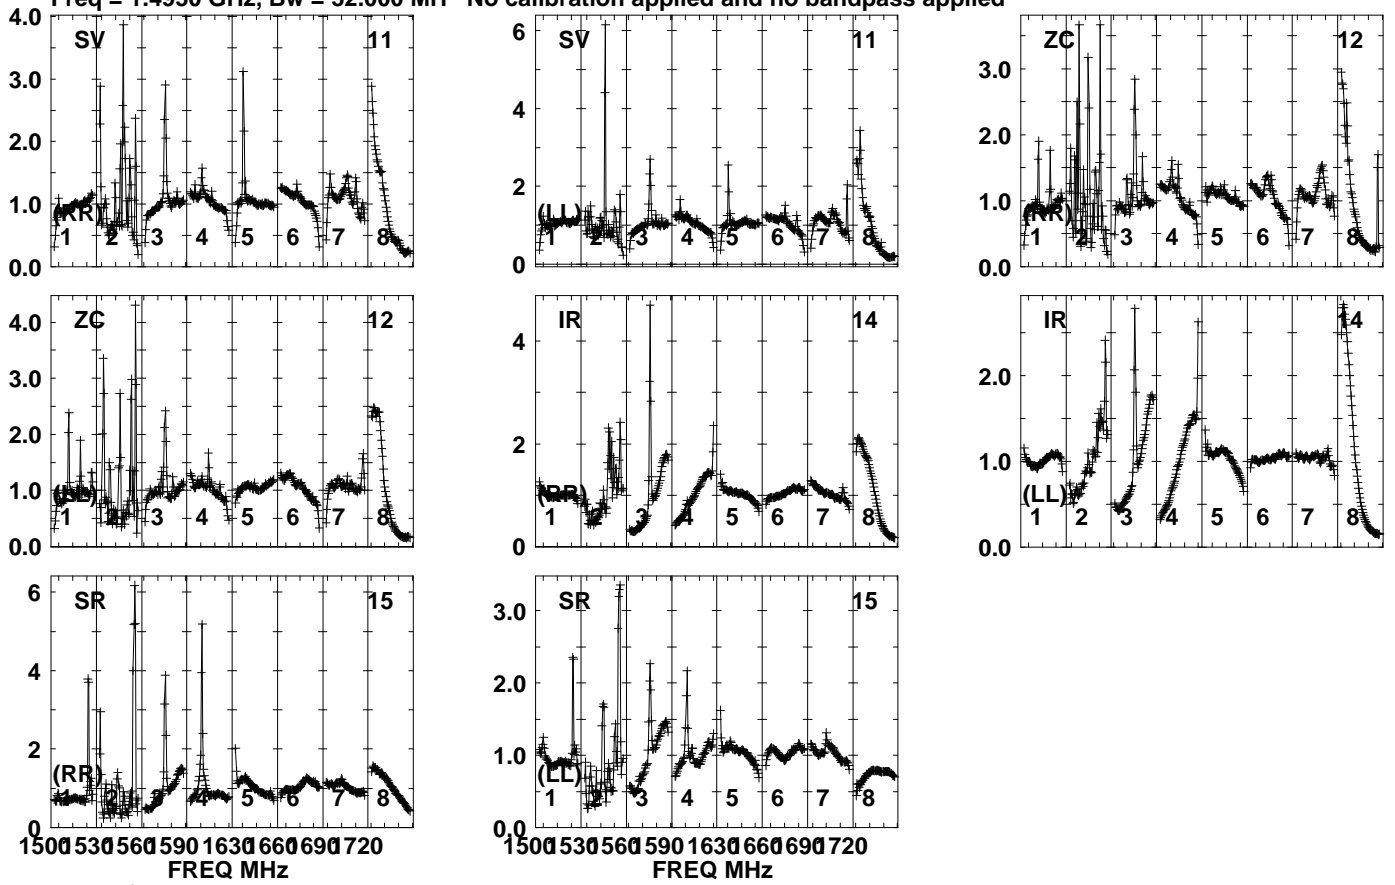 Freq = 1.4950 GHz, Bw = 32.000 MH No calibration applied and no bandpass applied
4.0 SV 11
3.0
2.0
1.0 (RR)
0.0 1 2 3 4 5 6 7 8
6 SV 11
4
2
(LL)
0 1 2 3 4 5 6 7 8
ZC 12
3.0
2.0
1.0 (RR)
0.0 1 2 3 4 5 6 7 8
4.0 ZC 12
3.0
2.0
1.0 (LL)
0.0 1 2 3 4 5 6 7 8
IR 14
4
2
(RR)
0 1 2 3 4 5 6 7 8
IR 14
2.0
1.0
(LL)
0.0 1 2 3 4 5 6 7 8
6 SR 15
4
2
(RR)
0 1 2 3 4 5 6 7 8
1500 1530 1560 1590 1630 1660 1690 1720
FREQ MHz
SR 15
3.0
2.0
1.0
(LL)
0.0 1 2 3 4 5 6 7 8
1500 1530 1560 1590 1630 1660 1690 1720
FREQ MHz